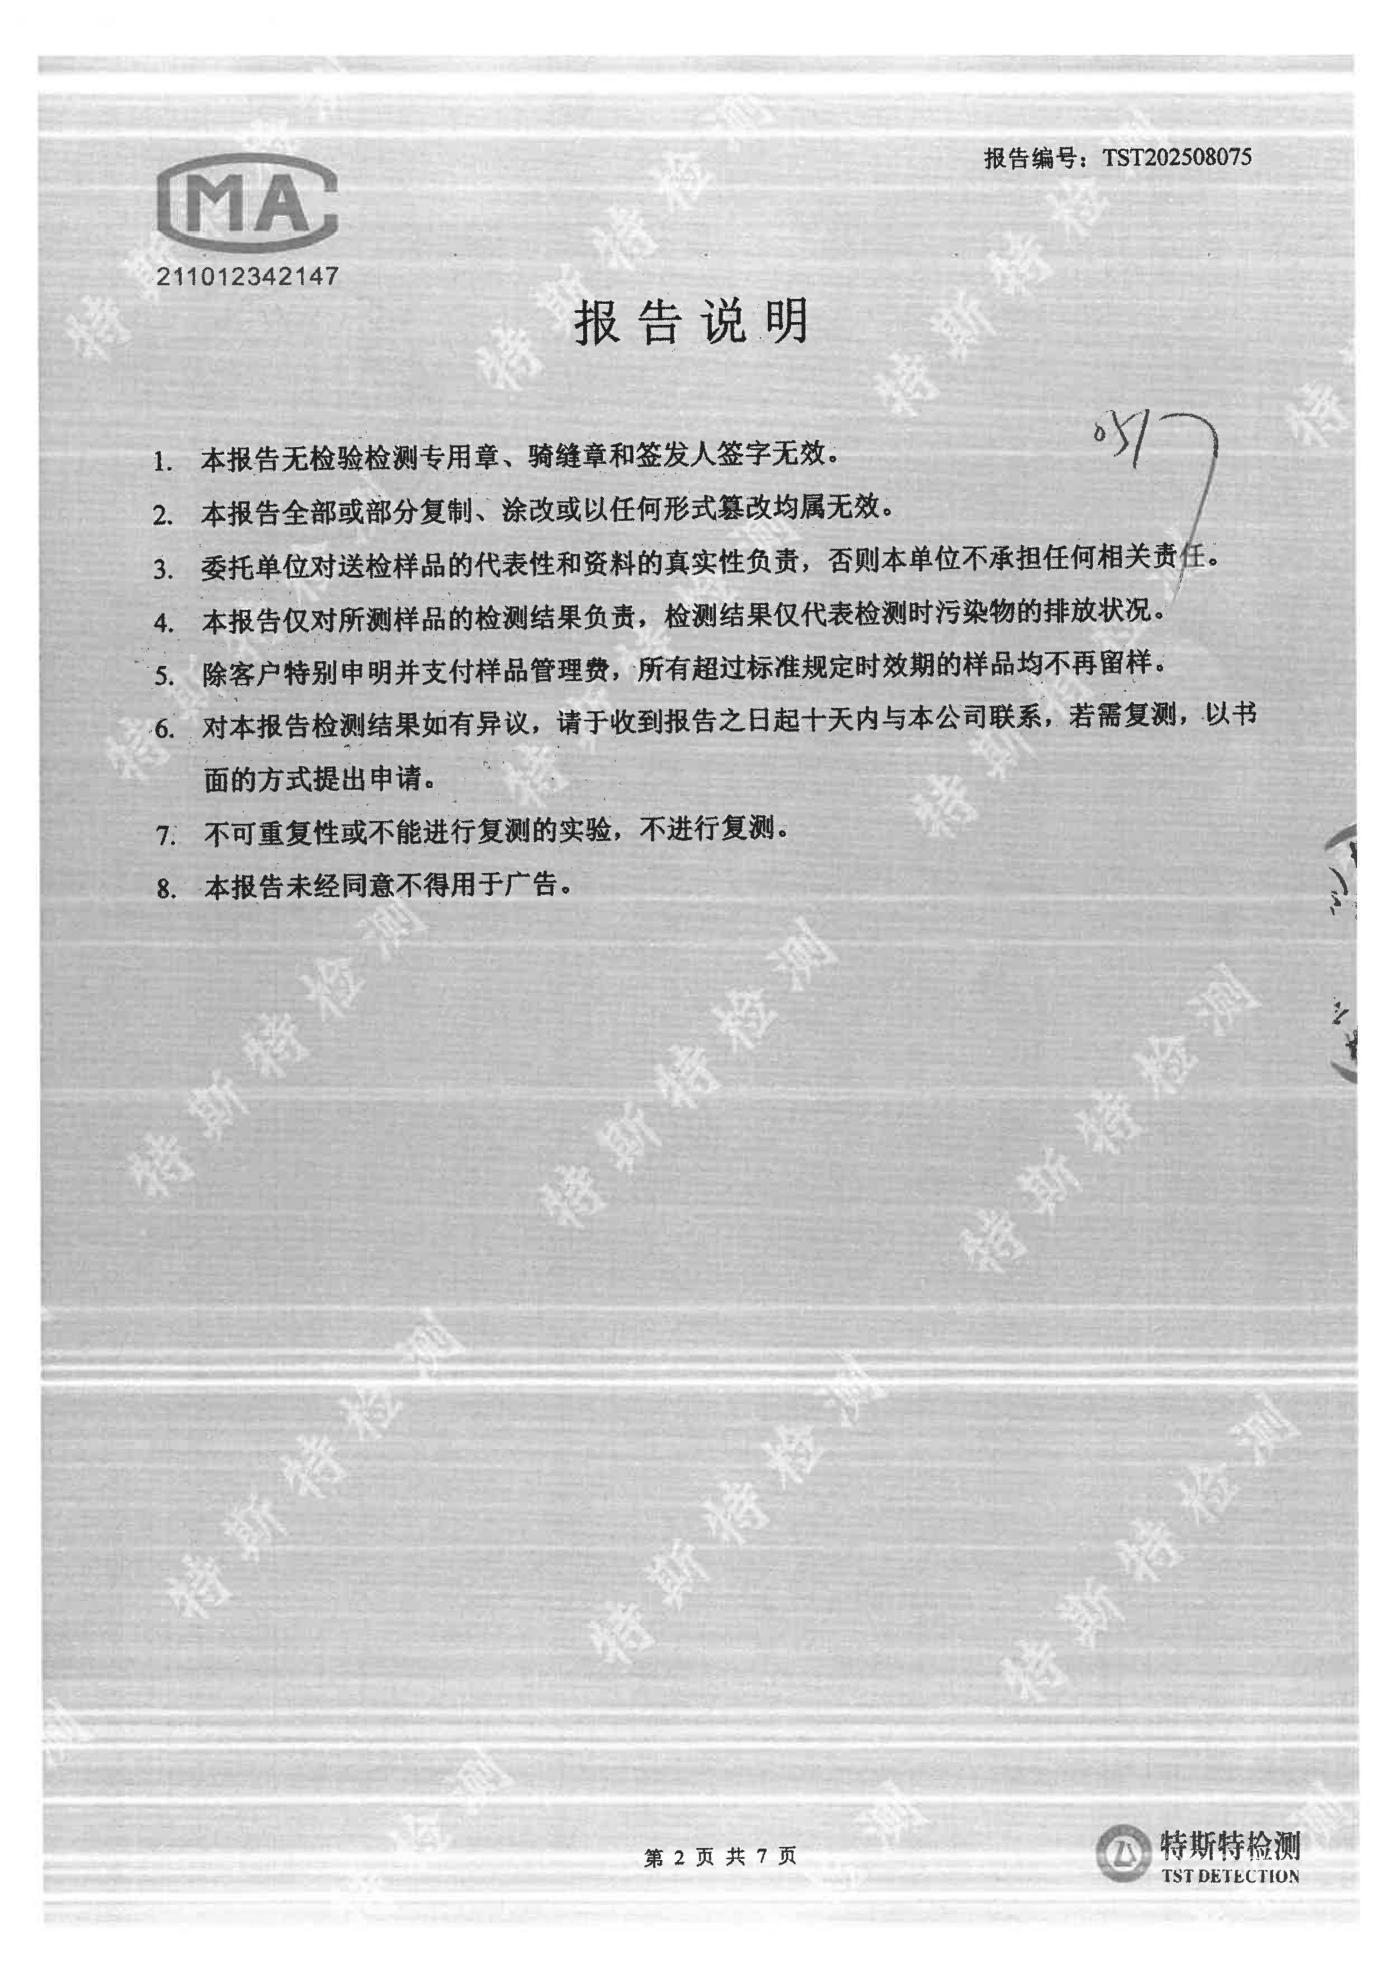 报告编号：TST202508075
MA
211012342147
报告说明
1. 本报告无检验检测专用章、骑缝章和签发人签字无效。
2. 本报告全部或部分复制、涂改或以任何形式篡改均属无效。
3. 委托单位对送检样品的代表性和资料的真实性负责，否则本单位不承担任何相关责任。
4. 本报告仅对所测样品的检测结果负责，检测结果仅代表检测时污染物的排放状况。
5. 除客户特别申明并支付样品管理费，所有超过标准规定时效期的样品均不再留样。
6. 对本报告检测结果如有异议，请于收到报告之日起十天内与本公司联系，若需复测，以书
面的方式提出申请。
7. 不可重复性或不能进行复测的实验，不进行复测。
8. 本报告未经同意不得用于广告。
特斯特检测
第 2 页 共 7 页
特斯特检测
TST DETECTION